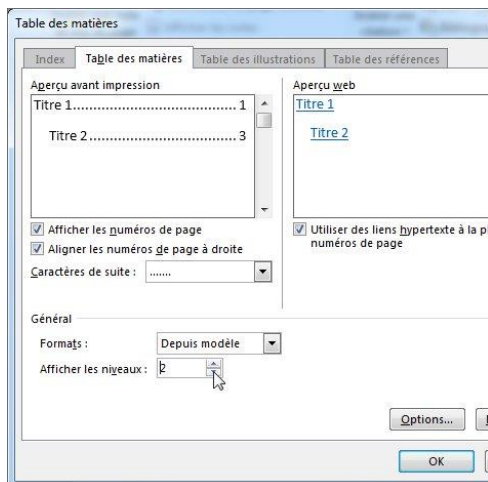 Table des matières
Index Table des matières Table des illustrations Table des références
Aperçu avant impression
Titre 1..................................... 1
Titre 2................................. 3
Afficher les numéros de page
Aligner les numéros de page à droite
Caractères de suite : .......
Aperçu web
Titre 1
Titre 2
Utiliser des liens hypertexte à la pl
numéros de page
Général
Formats : Depuis modèle
Afficher les niveaux : 2
Options...
OK